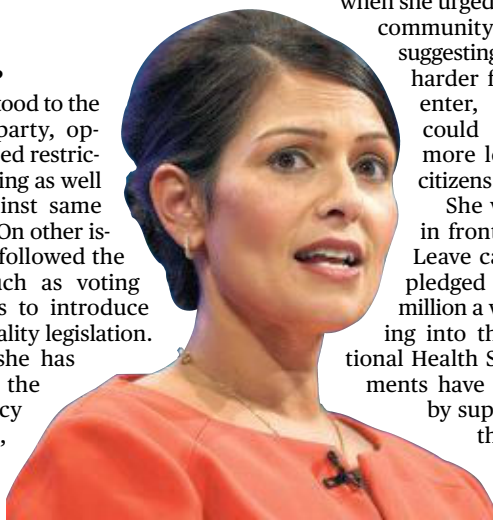 tood to the
party, op-
ed restric-
ing as well
inst same
On other is-
followed the
uch as voting
s to introduce
ality legislation.
she has
the
cy
,
when she urged
community
suggesting
harder f
enter,
could
more le
citizens
She v
in front
Leave ca
pledged
million a w
ing into th
tional Health S
ments have
by sup
th